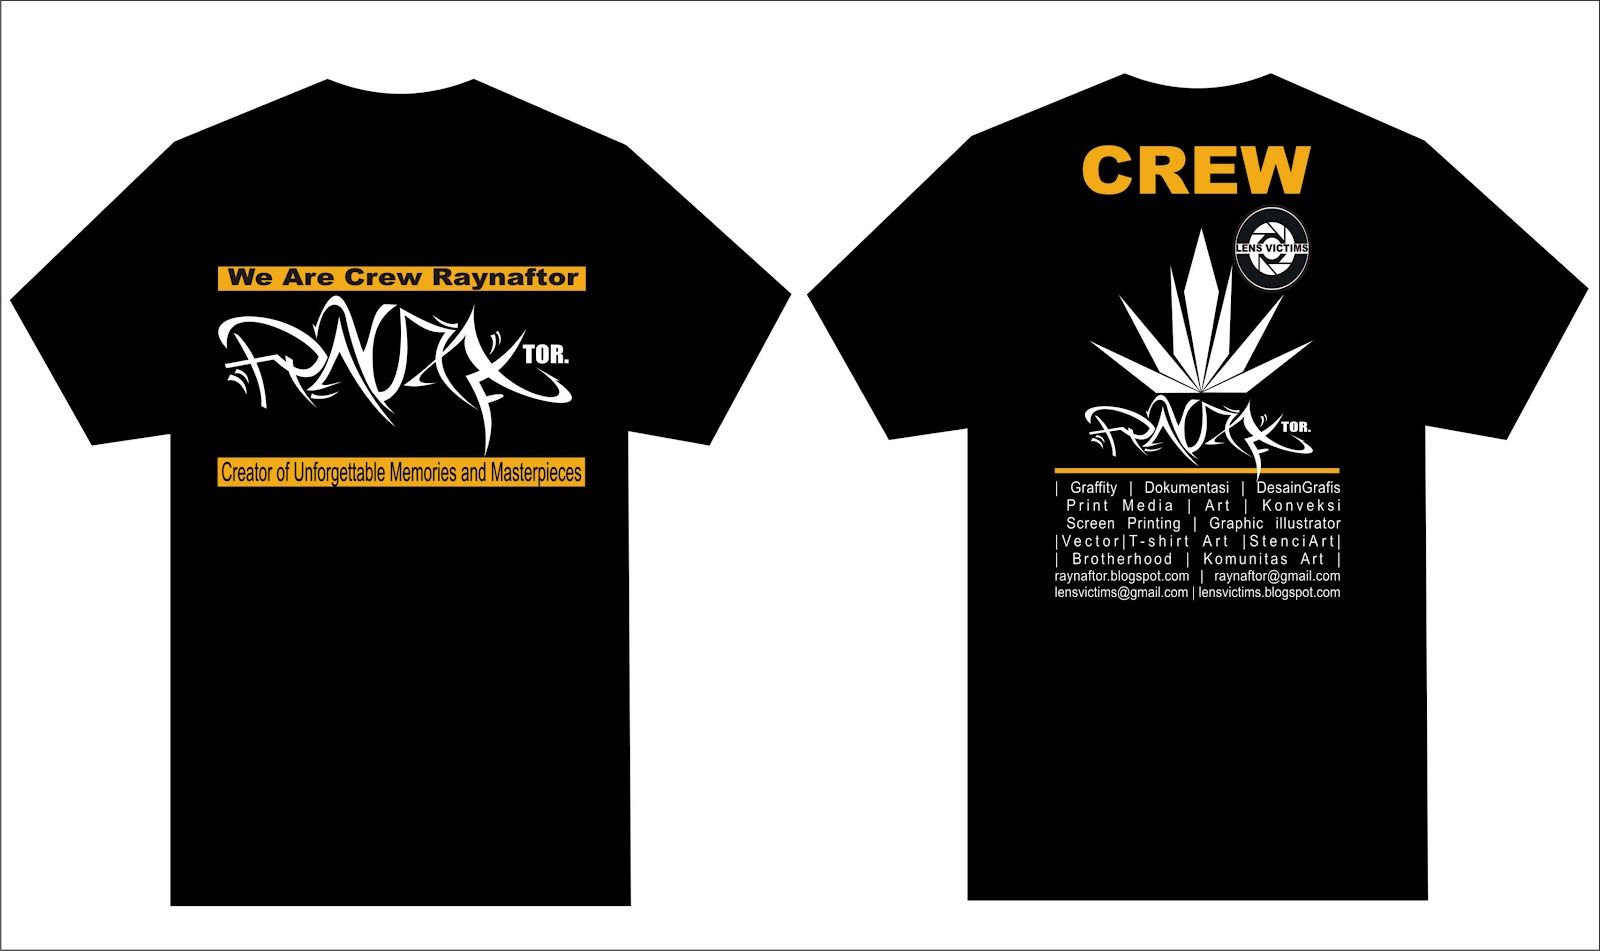 We Are Crew Raynaftor
TOR.
Creator of Unforgettable Memories and Masterpieces
CREW
LENS VICTIMS
TOR.
| Graffity | Dokumentasi | DesainGrafis
Print Media | Art | Konveksi
Screen Printing | Graphic illustrator
|Vector|T-shirt Art |StenciArt|
| Brotherhood | Komunitas Art |
raynaftor.blogspot.com | raynaftor@gmail.com
lensvictims@gmail.com | lensvictims.blogspot.com